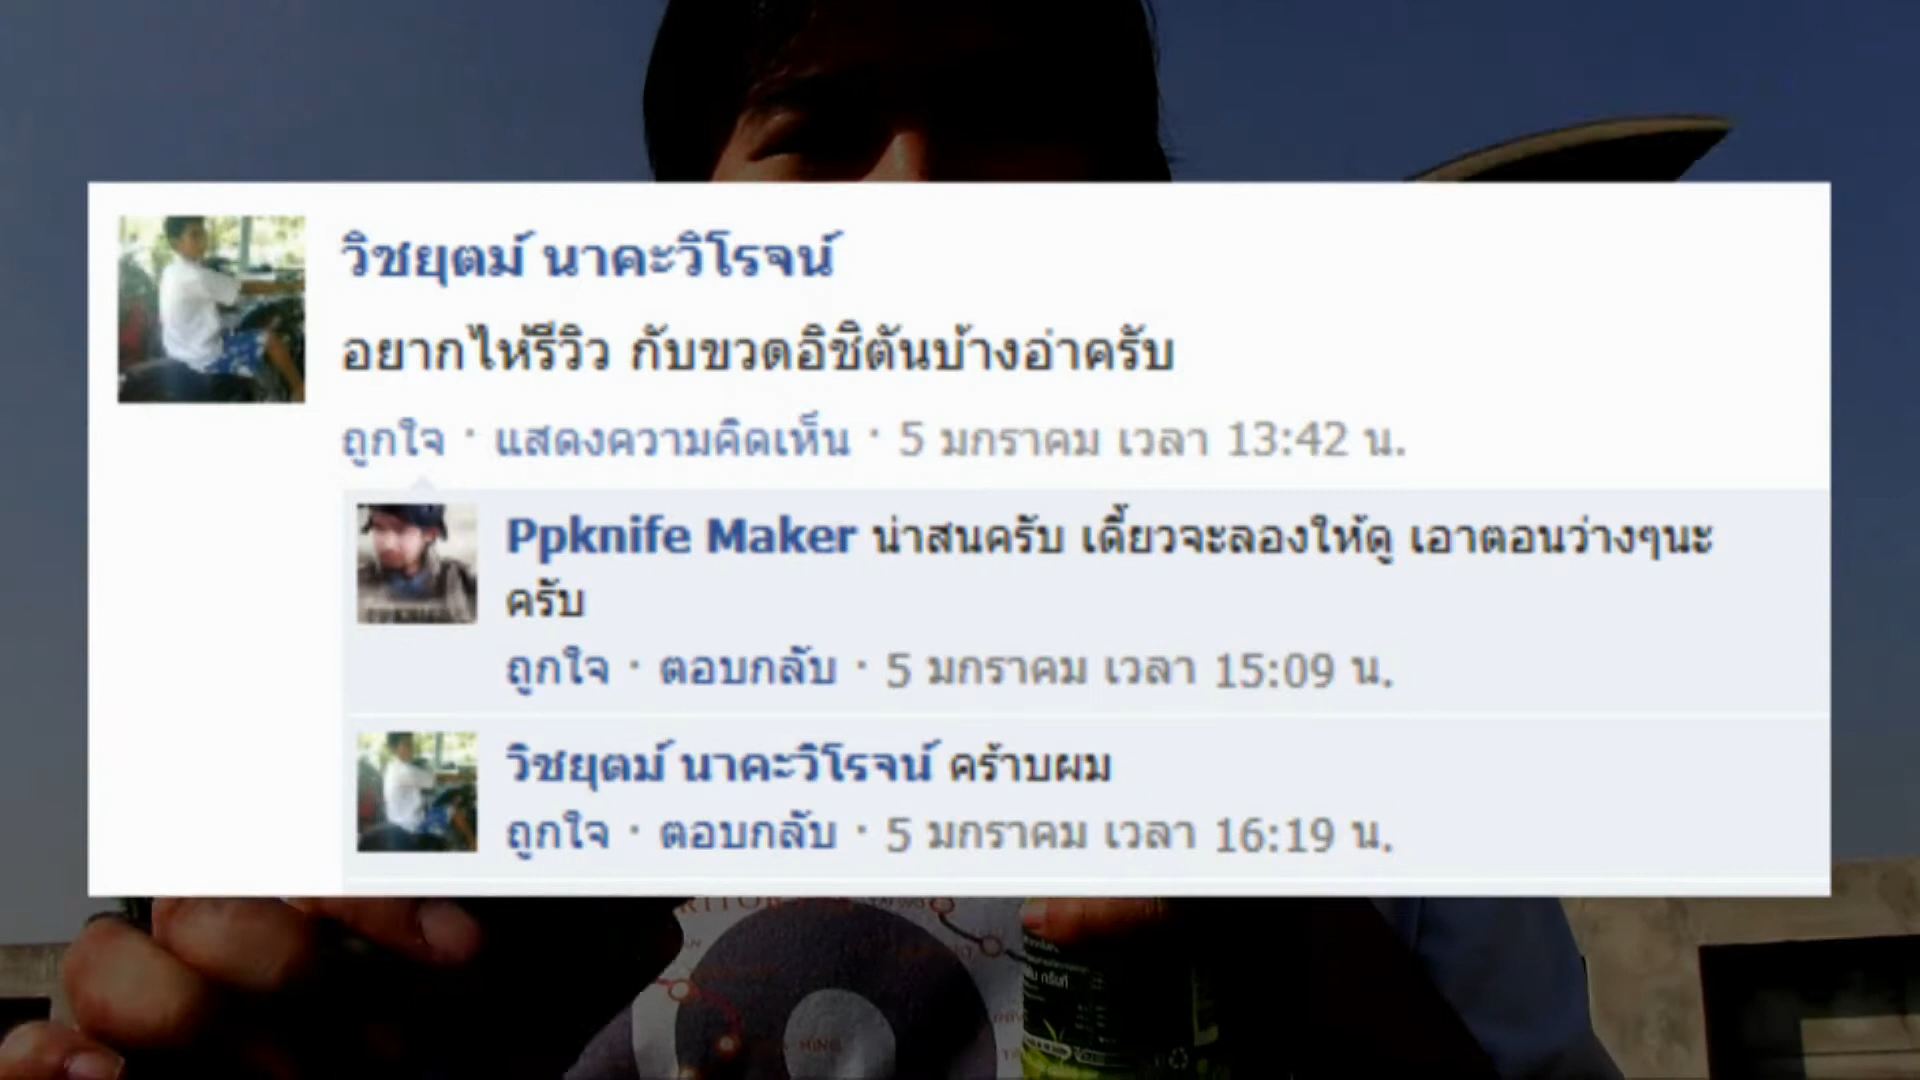 วิชยุตม์ นาคะวิโรจน์
อยากไห้รีวิว กับขวดอิชิตันบ้างอ่าครับ
ถูกใจ · แสดงความคิดเห็น · 5 มกราคม เวลา 13:42 น.
Ppknife Maker น่าสนครับ เดี๋ยวจะลองให้ดู เอาตอนว่างๆนะ
ครับ
ถูกใจ · ตอบกลับ · 5 มกราคม เวลา 15:09 น.
วิชยุตม์ นาคะวิโรจน์ คร้าบผม
ถูกใจ · ตอบกลับ · 5 มกราคม เวลา 16:19 น.